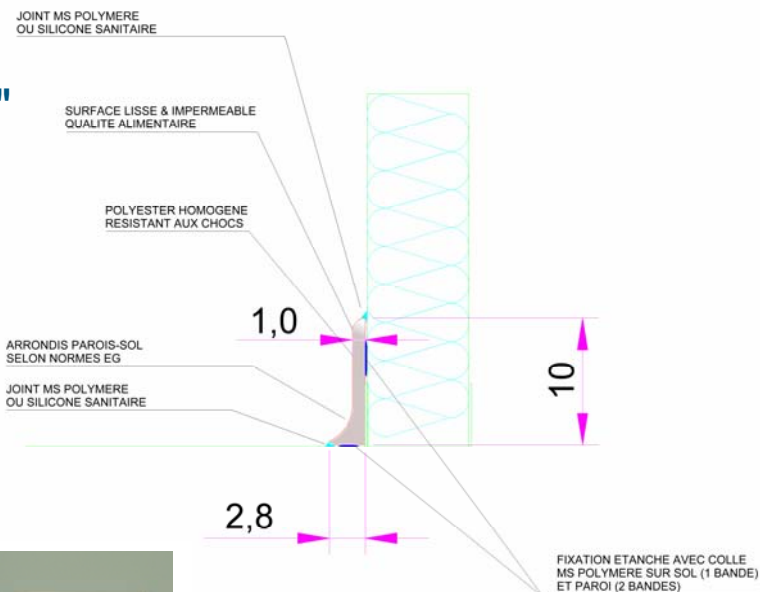 JOINT MS POLYMERE
OU SILICONE SANITAIRE
"
SURFACE LISSE & IMPERMEABLE
QUALITE ALIMENTAIRE
POLYESTER HOMOGENE
RESISTANT AUX CHOCS
1,0
ARRONDIS PAROIS-SOL
SELON NORMES EG
10
JOINT MS POLYMERE
OU SILICONE SANITAIRE
2,8
FIXATION ETANCHE AVEC COLLE
MS POLYMERE SUR SOL (1 BANDE)
ET PAROI (2 BANDES)